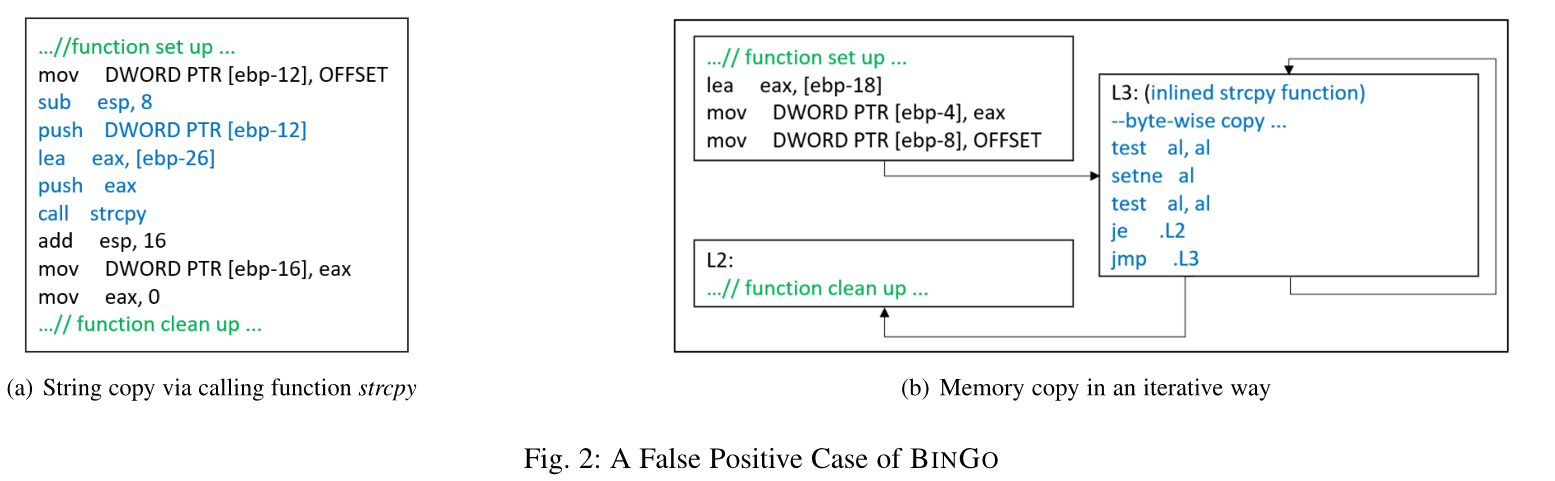 ...//function set up ...
mov DWORD PTR [ebp-12], OFFSET
sub esp, 8
push DWORD PTR [ebp-12]
lea eax, [ebp-26]
push eax
call strcpy
add esp, 16
mov DWORD PTR [ebp-16], eax
mov eax, 0
...// function clean up ...
(a) String copy via calling function strcpy
...// function set up ...
lea eax, [ebp-18]
mov DWORD PTR [ebp-4], eax
mov DWORD PTR [ebp-8], OFFSET
L3: (inlined strcpy function)
--byte-wise copy ...
test al, al
setne al
test al, al
je .L2
jmp .L3
L2:
...// function clean up ...
(b) Memory copy in an iterative way
Fig. 2: A False Positive Case of BINGO